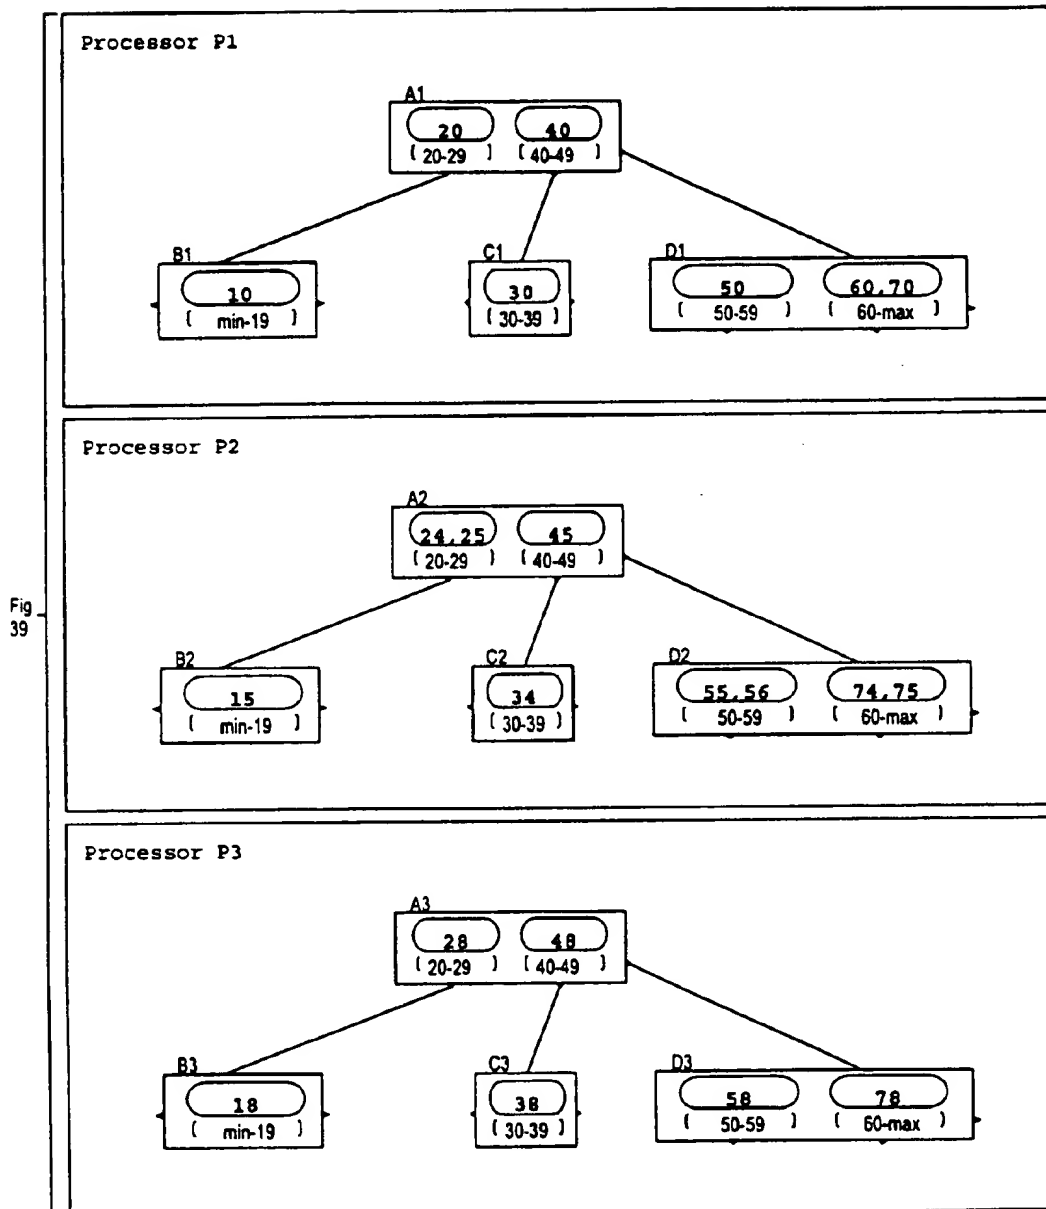 Processor P1
A1
20 40
( 20-29 ) ( 40-49 )
B1 C1 D1
10 30 50 60,70
( min-19 ) ( 30-39 ) ( 50-59 ) ( 60-max )
Processor P2
A2
24,25 45
( 20-29 ) ( 40-49 )
Fig
39
B2 C2 D2
15 34 55,56 74,75
( min-19 ) ( 30-39 ) ( 50-59 ) ( 60-max )
Processor P3
A3
28 48
( 20-29 ) ( 40-49 )
B3 C3 D3
18 38 58 78
( min-19 ) ( 30-39 ) ( 50-59 ) ( 60-max )